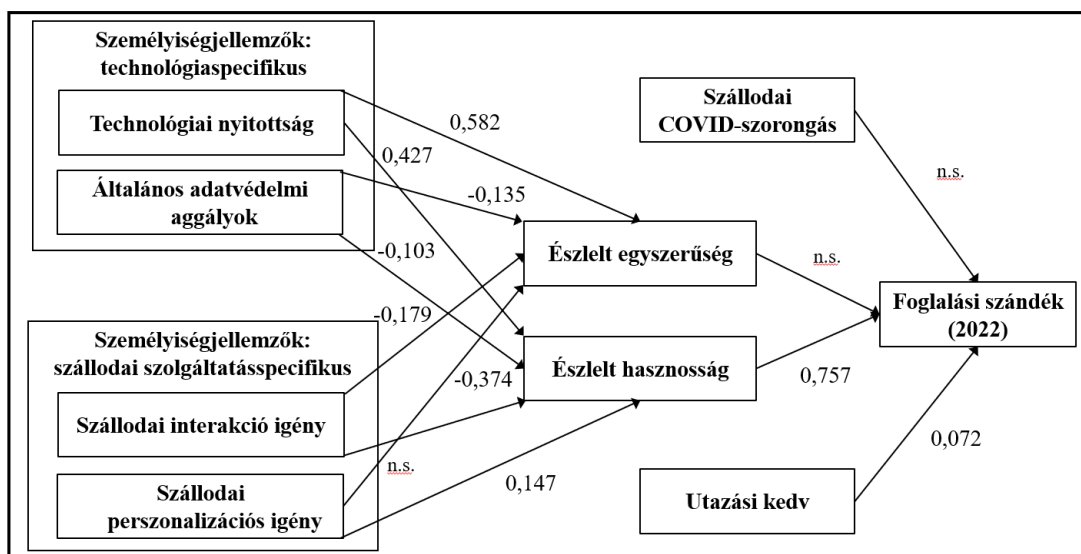 Személyiségjellemzők:
technológiaspecifikus
Technológiai nyitottság
Általános adatvédelmi
aggályok
Személyiségjellemzők:
szállodai szolgáltatásspecifikus
Szállodai interakció igény
Szállodai
perszonalizációs igény
0,582
0,427
-0,135
-0,103
-0,179
-0,374
n.s.
0,147
Észlelt egyszerűség
Észlelt hasznosság
Szállodai
COVID-szorongás
n.s.
n.s.
0,757
0,072
Utazási kedv
Foglalási szándék
(2022)